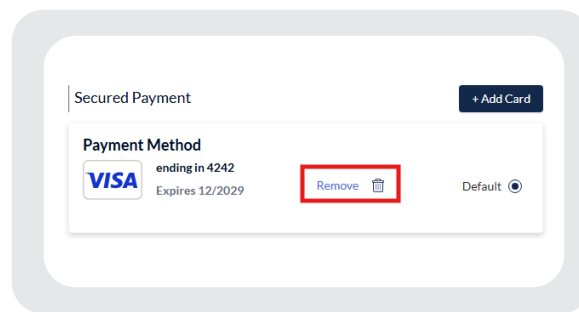 Secured Payment
+ Add Card
Payment Method
VISA
ending in 4242
Expires 12/2029
Remove
Default